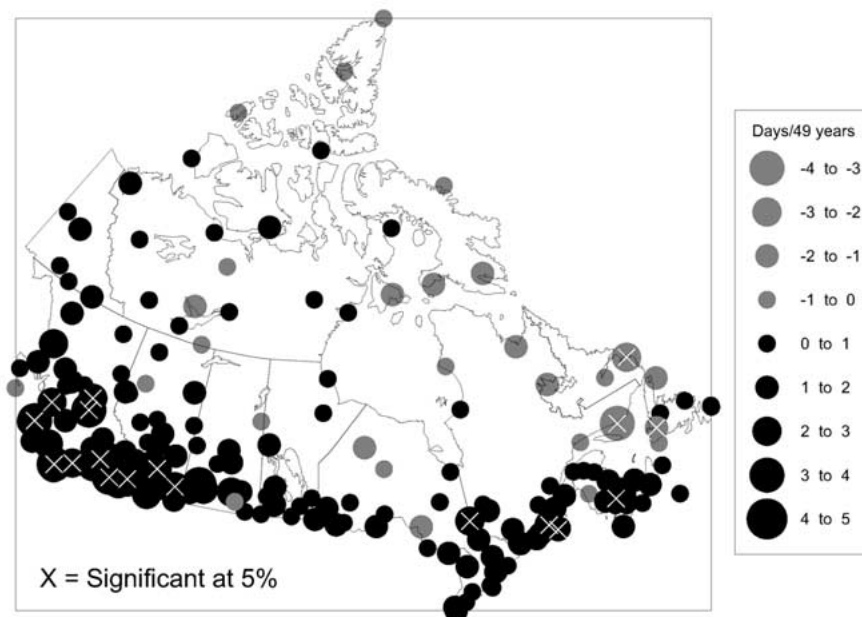 Days/49 years
-4 to -3
-3 to -2
-2 to -1
-1 to 0
0 to 1
1 to 2
2 to 3
3 to 4
4 to 5
X = Significant at 5%